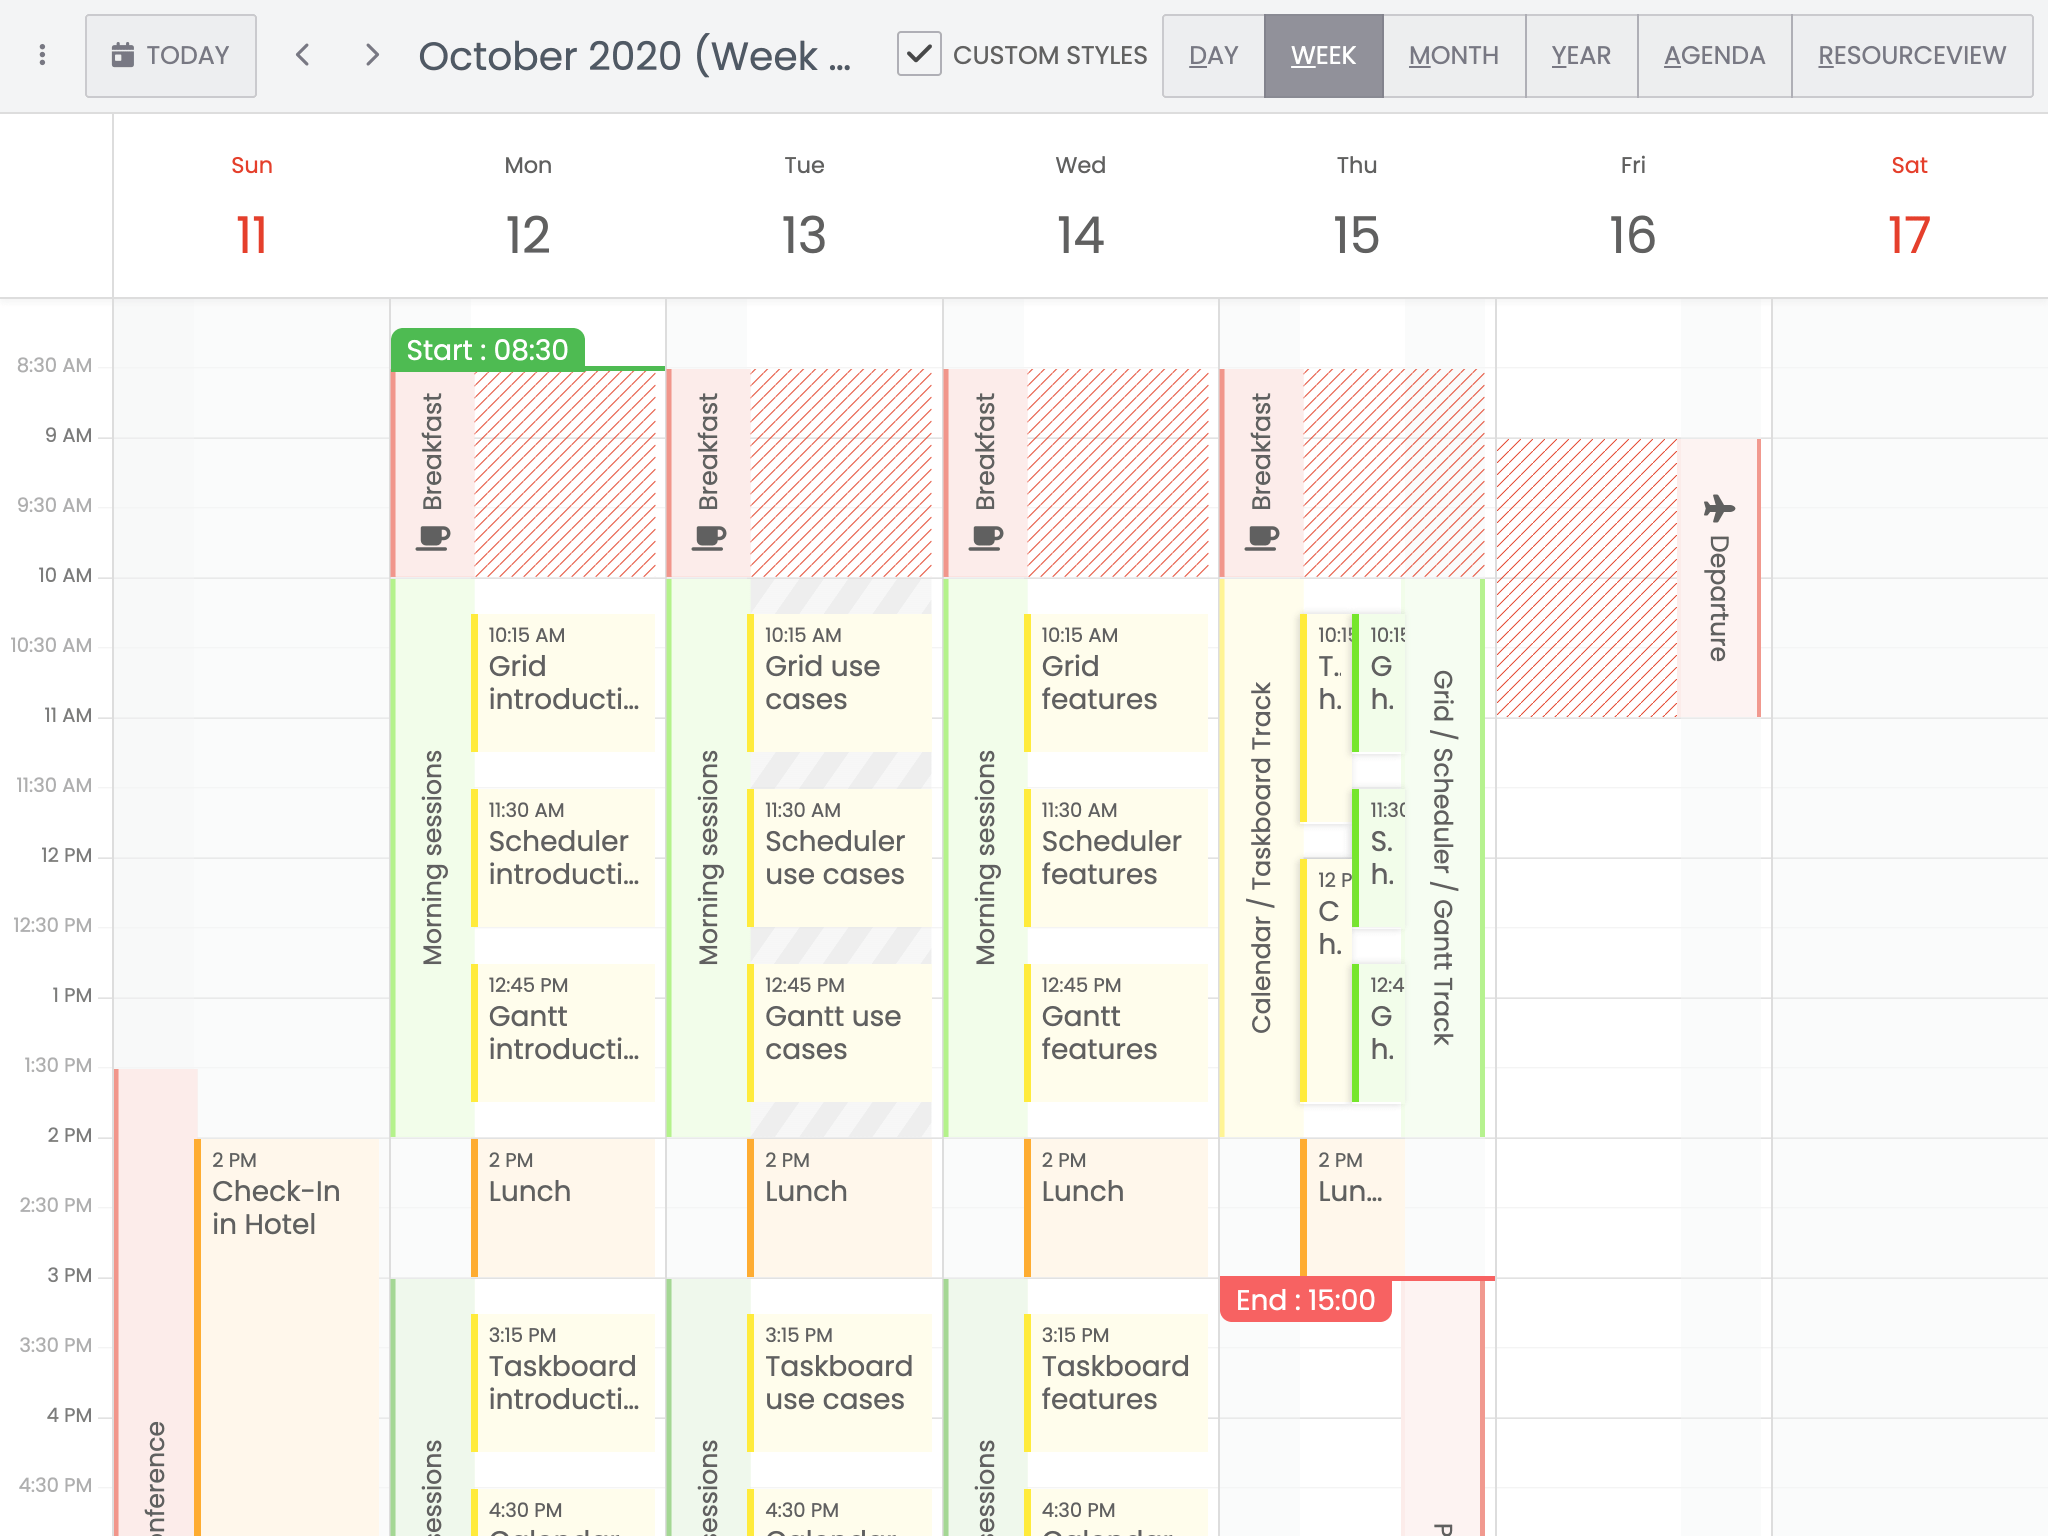 TODAY
October 2020 (Week ...
CUSTOM STYLES
DAY
WEEK
MONTH
YEAR
AGENDA
RESOURCEVIEW
Sun
11
Mon
12
Tue
13
Wed
14
Thu
15
Fri
16
Sat
17
8:30 AM
9 AM
9:30 AM
10 AM
10:30 AM
11 AM
11:30 AM
12 PM
12:30 PM
1 PM
1:30 PM
2 PM
2:30 PM
3 PM
3:30 PM
4 PM
4:30 PM
2 PM
Check-In
in Hotel
Start : 08:30
Breakfast
Morning sessions
10:15 AM
Grid
introducti...
11:30 AM
Scheduler
introducti...
12:45 PM
Gantt
introducti...
2 PM
Lunch
3:15 PM
Taskboard
introducti...
4:30 PM
Calendar
Breakfast
Morning sessions
10:15 AM
Grid use
cases
11:30 AM
Scheduler
use cases
12:45 PM
Gantt use
cases
2 PM
Lunch
3:15 PM
Taskboard
use cases
4:30 PM
Calendar
Breakfast
Morning sessions
10:15 AM
Grid
features
11:30 AM
Scheduler
features
12:45 PM
Gantt
features
2 PM
Lunch
3:15 PM
Taskboard
features
4:30 PM
Calendar
Breakfast
Calendar / Taskboard Track
10:15
T..
h.
12 P
C
h.
10:15
G
h.
11:30
S.
h.
12:4
G
h.
Grid / Scheduler / Gantt Track
2 PM
Lun...
End : 15:00
Departure